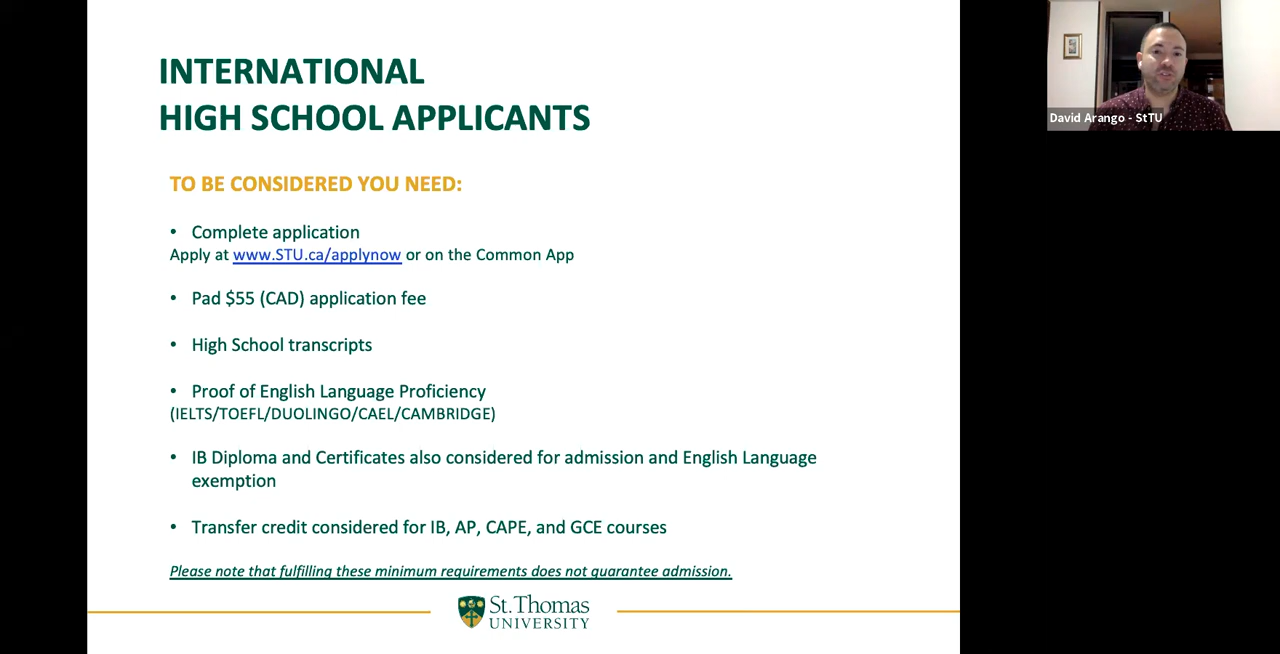 INTERNATIONAL
HIGH SCHOOL APPLICANTS
TO BE CONSIDERED YOU NEED:
• Complete application
Apply at www.STU.ca/applynow or on the Common App
• Pad $55 (CAD) application fee
• High School transcripts
• Proof of English Language Proficiency
(IELTS/TOEFL/DUOLINGO/CAEL/CAMBRIDGE)
• IB Diploma and Certificates also considered for admission and English Language
exemption
• Transfer credit considered for IB, AP, CAPE, and GCE courses
Please note that fulfilling these minimum requirements does not guarantee admission.
St. Thomas
UNIVERSITY
David Arango - StTU